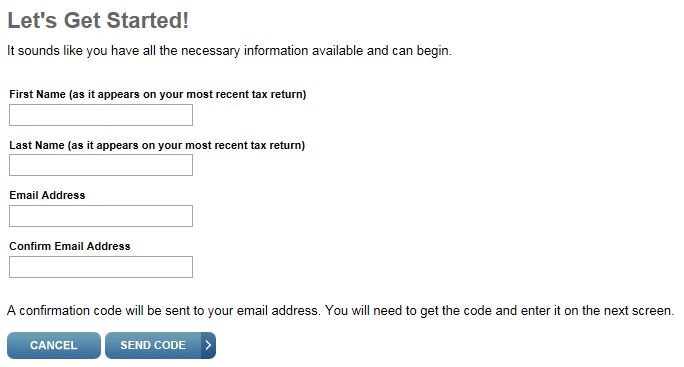 Let's Get Started!
It sounds like you have all the necessary information available and can begin.
First Name (as it appears on your most recent tax return)
Last Name (as it appears on your most recent tax return)
Email Address
Confirm Email Address
A confirmation code will be sent to your email address. You will need to get the code and enter it on the next screen.
CANCEL SEND CODE >